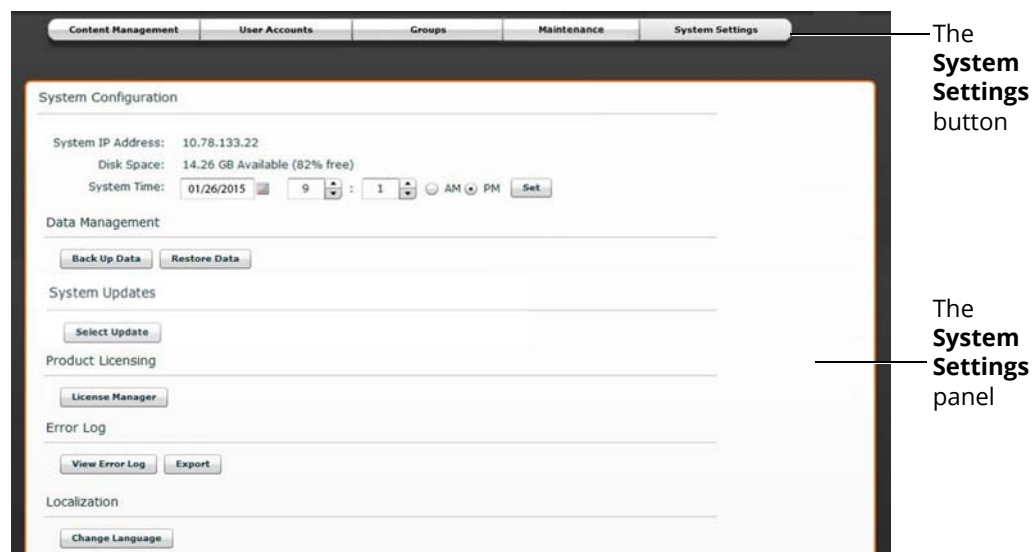 Content Management User Accounts Groups Maintenance System Settings
The
System
Settings
button
System Configuration
System IP Address: 10.78.133.22
Disk Space: 14.26 GB Available (82% free)
System Time: 01/26/2015 9 : 1 AM PM Set
Data Management
Back Up Data Restore Data
System Updates
Select Update
The
System
Settings
panel
Product Licensing
License Manager
Error Log
View Error Log Export
Localization
Change Language